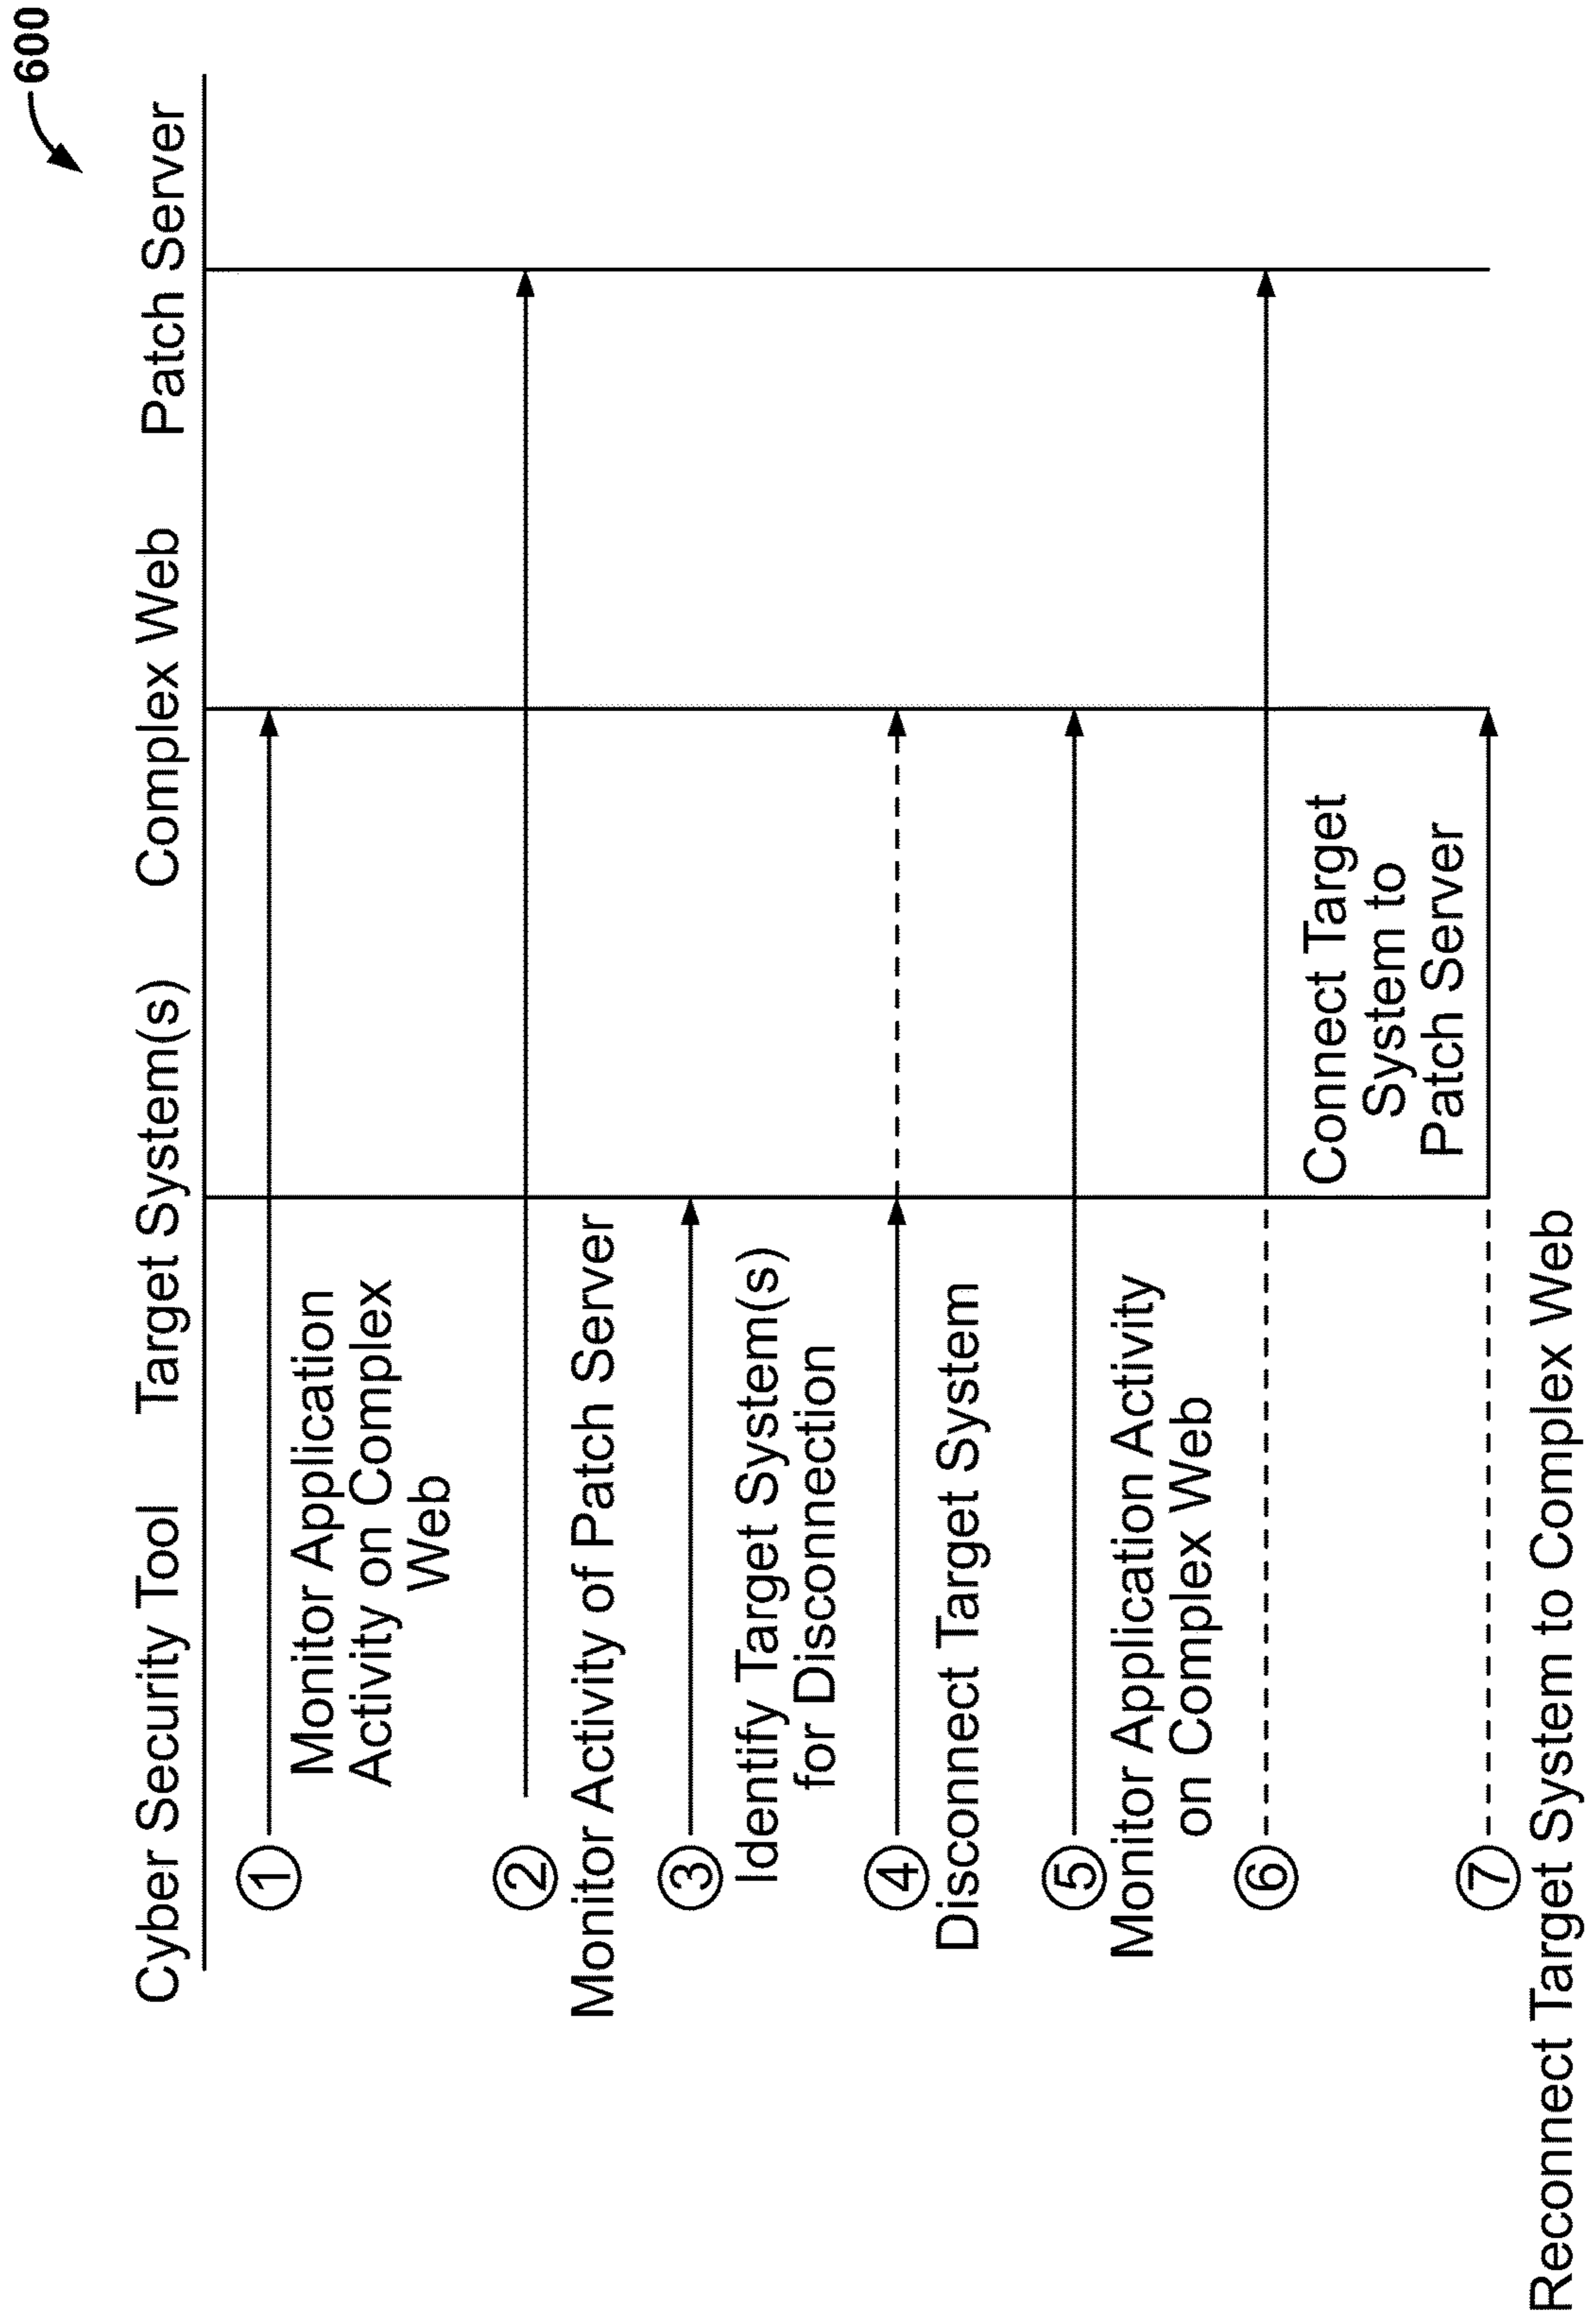 600
Cyber Security Tool Target System(s) Complex Web Patch Server
1
Monitor Application
Activity on Complex
Web
2
Monitor Activity of Patch Server
3
Identify Target System(s)
for Disconnection
4
Disconnect Target System
5
Monitor Application Activity
on Complex Web
6
Connect Target
System to
Patch Server
7
Reconnect Target System to Complex Web